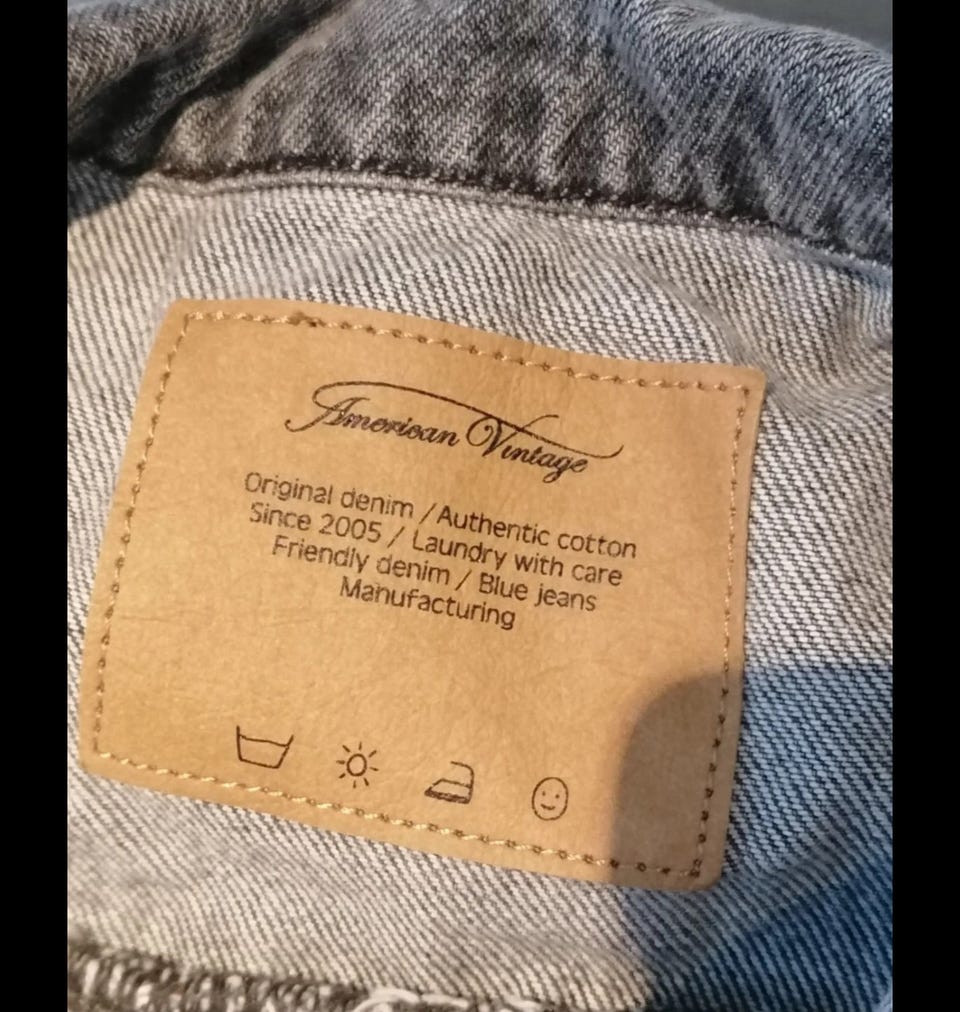 American Vintage
Original denim / Authentic cotton
Since 2005 / Laundry with care
Friendly denim / Blue jeans
Manufacturing